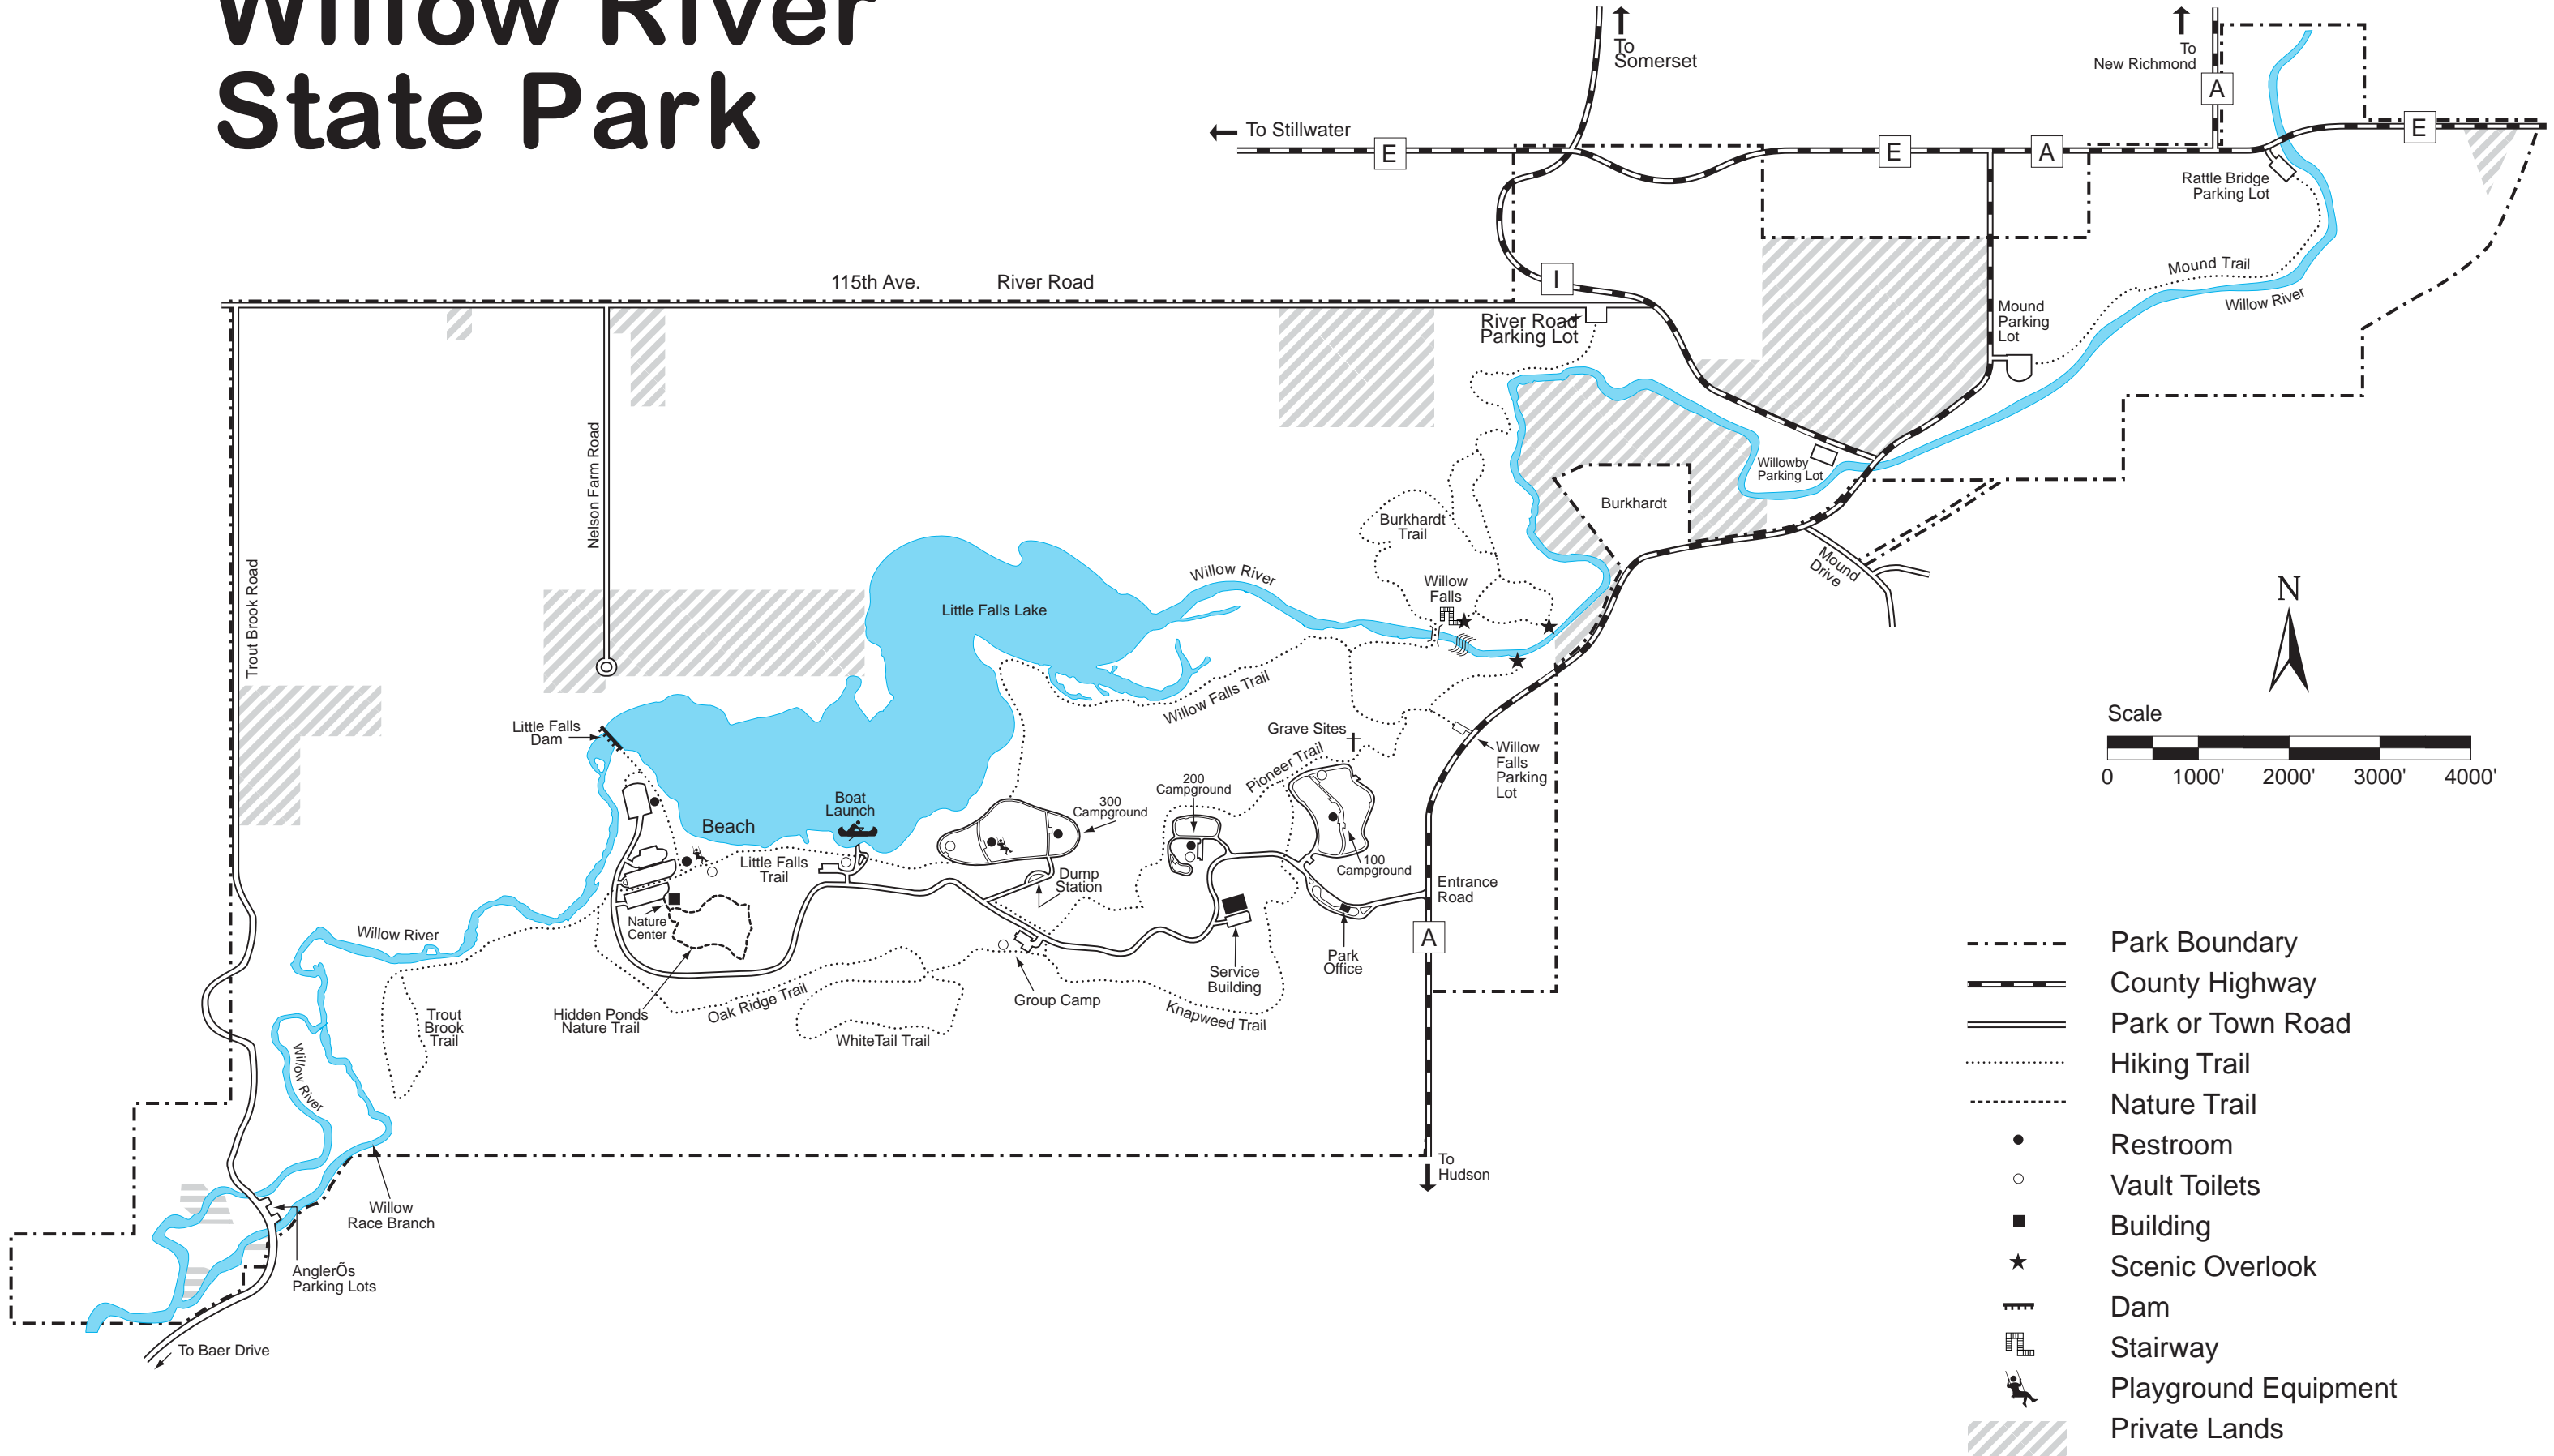 Willow River
State Park
To
Somerset
To
New Richmond
A
To Stillwater
E
E
A
E
Rattle Bridge
Parking Lot
115th Ave.
River Road
I
River Road
Parking Lot
Mound Trail
Willow River
Mound
Parking
Lot
Nelson Farm Road
Trout Brook Road
Willowby
Parking Lot
Burkhardt
Burkhardt
Trail
Mound
Drive
Willow
Falls
Willow River
Little Falls Lake
Willow Falls Trail
N
Scale
0
1000'
2000'
3000'
4000'
Little Falls
Dam
Grave Sites
Pioneer Trail
Willow
Falls
Parking
Lot
Boat
Launch
Beach
300
Campground
200
Campground
100
Campground
Little Falls
Trail
Dump
Station
Entrance
Road
A
Nature
Center
Willow River
Park
Office
Service
Building
Group Camp
Knapweed Trail
Oak Ridge Trail
WhiteTail Trail
Hidden Ponds
Nature Trail
Trout
Brook
Trail
Willow River
To
Hudson
Willow
Race Branch
AnglerÕs
Parking Lots
To Baer Drive
Park Boundary
County Highway
Park or Town Road
Hiking Trail
Nature Trail
Restroom
Vault Toilets
Building
Scenic Overlook
Dam
Stairway
Playground Equipment
Private Lands